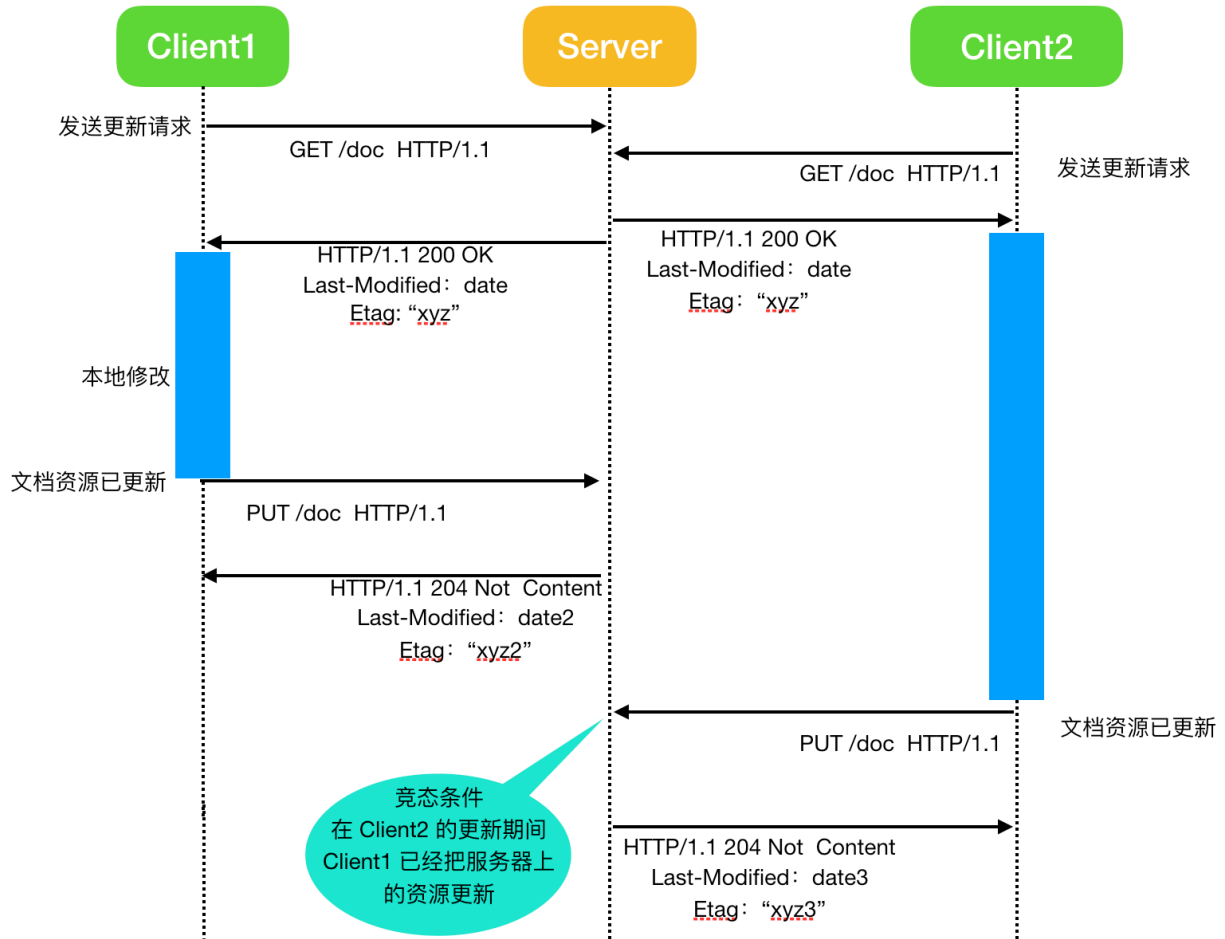 Client1
Server
Client2
发送更新请求
GET /doc  HTTP/1.1
GET /doc  HTTP/1.1
发送更新请求
HTTP/1.1 200 OK
Last-Modified：date
Etag: “xyz”
HTTP/1.1 200 OK
Last-Modified：date
Etag：“xyz”
本地修改
文档资源已更新
PUT /doc  HTTP/1.1
HTTP/1.1 204 Not  Content
Last-Modified：date2
Etag：“xyz2”
PUT /doc  HTTP/1.1
文档资源已更新
竞态条件
在 Client2 的更新期间
Client1 已经把服务器上
的资源更新
HTTP/1.1 204 Not  Content
Last-Modified：date3
Etag：“xyz3”